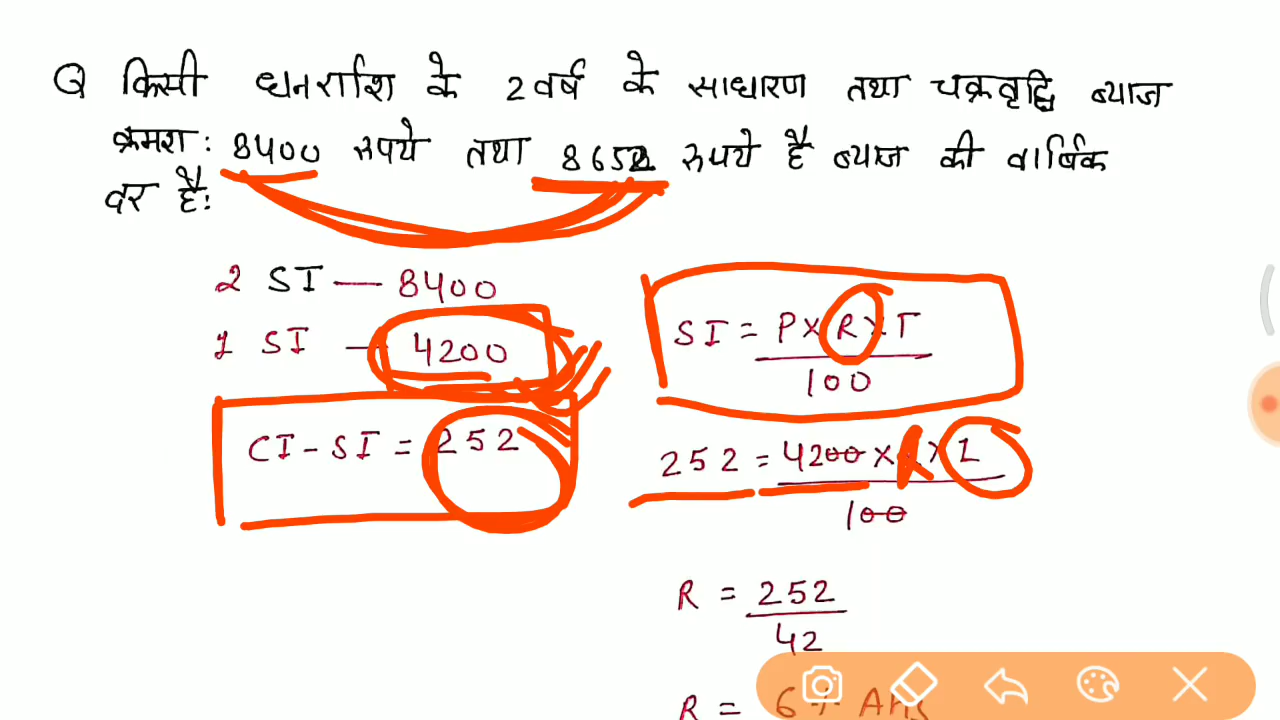 Q किसी धनराशि के 2 वर्ष के साधारण तथा चक्रवृद्धि ब्याज
क्रमशः 8400 रुपये तथा 8652 रुपये है ब्याज की वार्षिक
दर है:
2 SI — 8400
1 SI — 4200
CI - SI = 252
SI = P × R × T
100
252 = 4200 × R × 1
100
R = 252
42
R = 6% Ans